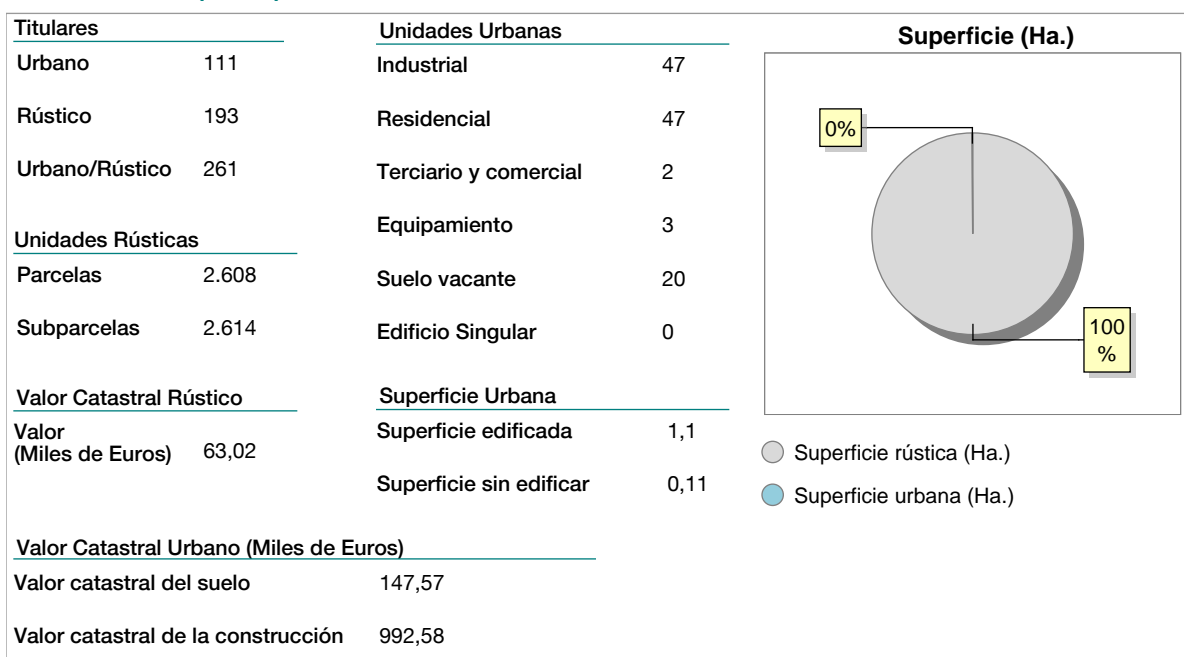 Titulares
Urbano 111
Rústico 193
Urbano/Rústico 261
Unidades Rústicas
Parcelas 2.608
Subparcelas 2.614
Valor Catastral Rústico
Valor
(Miles de Euros) 63,02
Unidades Urbanas
Industrial 47
Residencial 47
Terciario y comercial 2
Equipamiento 3
Suelo vacante 20
Edificio Singular 0
Superficie Urbana
Superficie edificada 1,1
Superficie sin edificar 0,11
Valor Catastral Urbano (Miles de Euros)
Valor catastral del suelo 147,57
Valor catastral de la construcción 992,58
Superficie (Ha.)
0%
100
%
Superficie rústica (Ha.)
Superficie urbana (Ha.)